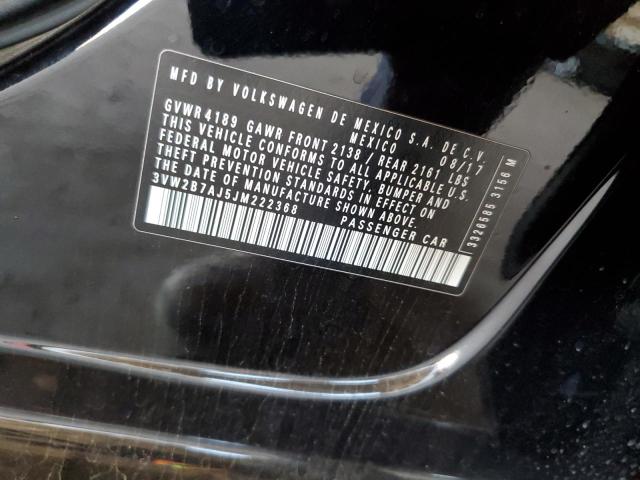 MFD BY VOLKSWAGEN DE MEXICO S.A. DE C.V.
MEXICO 08/17
GVWR 4189 GAWR FRONT 2138 / REAR 2161 LBS
THIS VEHICLE CONFORMS TO ALL APPLICABLE U.S.
FEDERAL MOTOR VEHICLE SAFETY, BUMPER AND
THEFT PREVENTION STANDARDS IN EFFECT ON
THE DATE OF MANUFACTURE SHOWN ABOVE.
3VW2B7AJ5JM222368 PASSENGER CAR
3326585 3156 M